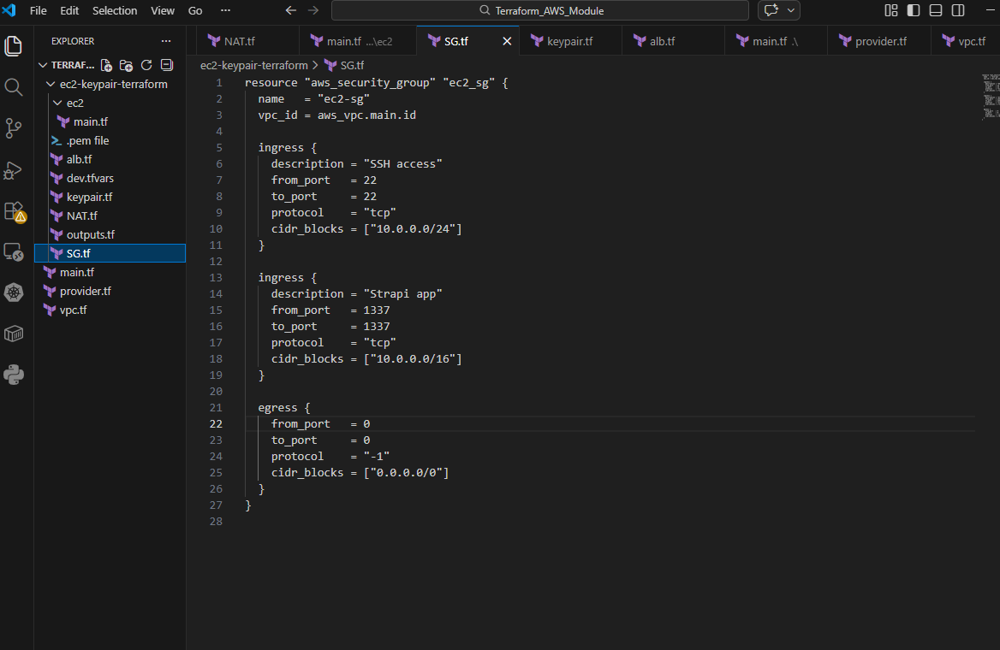 File Edit Selection View Go ··· Terraform_AWS_Module
EXPLORER ···
TERRAF...
ec2-keypair-terraform
ec2
main.tf
.pem file
alb.tf
dev.tfvars
keypair.tf
NAT.tf
outputs.tf
SG.tf
main.tf
provider.tf
vpc.tf
NAT.tf main.tf ...\ec2 SG.tf keypair.tf alb.tf main.tf .\ provider.tf vpc.tf
ec2-keypair-terraform > SG.tf
1 resource "aws_security_group" "ec2_sg" {
2   name   = "ec2-sg"
3   vpc_id = aws_vpc.main.id
4
5   ingress {
6     description = "SSH access"
7     from_port   = 22
8     to_port     = 22
9     protocol    = "tcp"
10     cidr_blocks = ["10.0.0.0/24"]
11   }
12
13   ingress {
14     description = "Strapi app"
15     from_port   = 1337
16     to_port     = 1337
17     protocol    = "tcp"
18     cidr_blocks = ["10.0.0.0/16"]
19   }
20
21   egress {
22     from_port   = 0
23     to_port     = 0
24     protocol    = "-1"
25     cidr_blocks = ["0.0.0.0/0"]
26   }
27 }
28